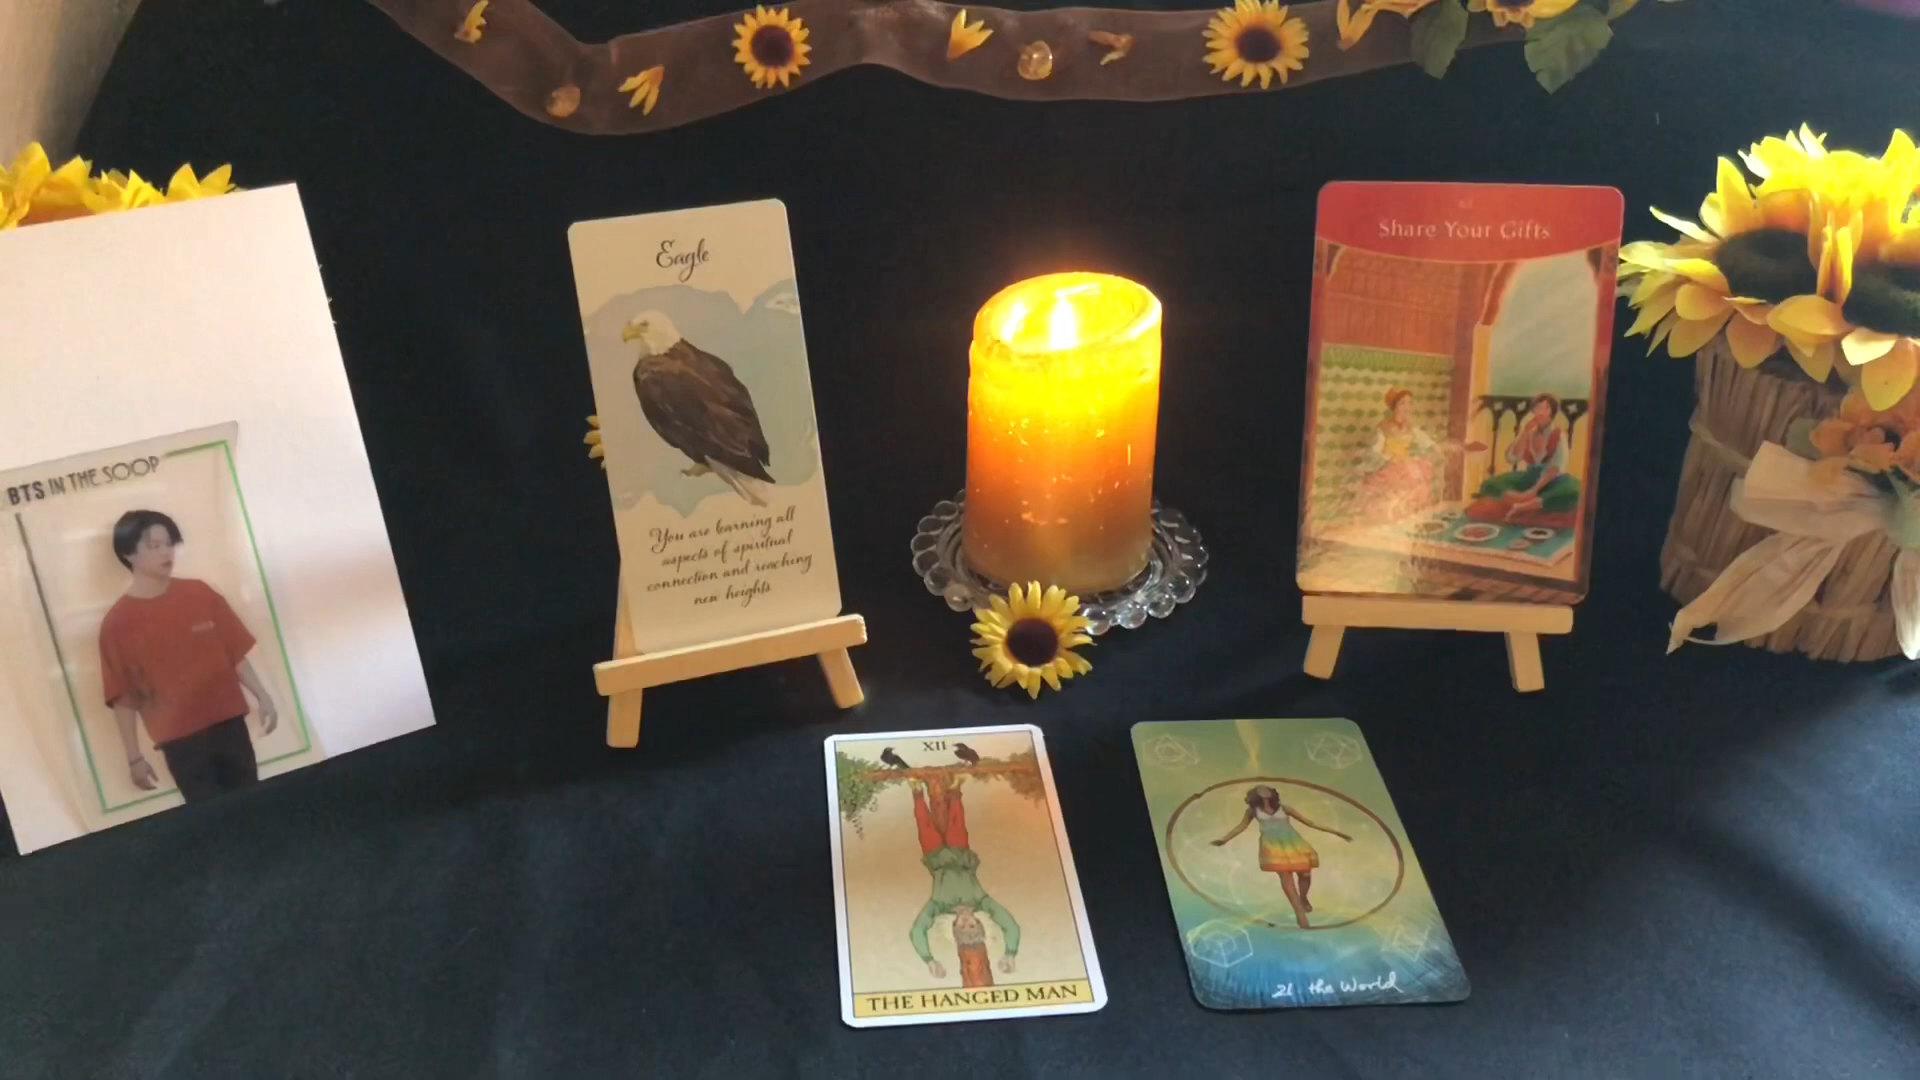 BTS IN THE SOOP
Eagle
You are learning all
aspects of spiritual
connection and reaching
new heights
Share Your Gifts
XII
THE HANGED MAN
21 the World